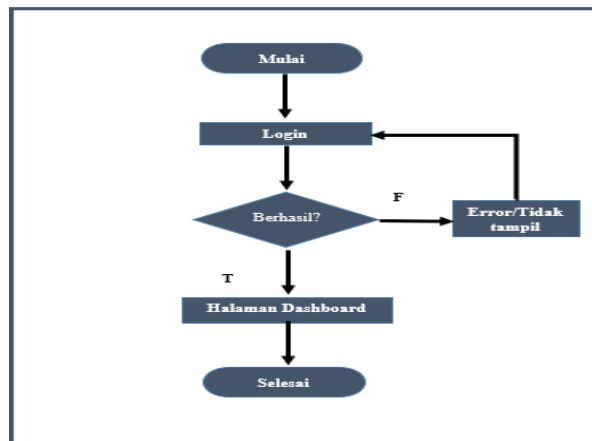 Mulai
Login
Berhasil?
F
Error/Tidak
tampil
T
Halaman Dashboard
Selesai